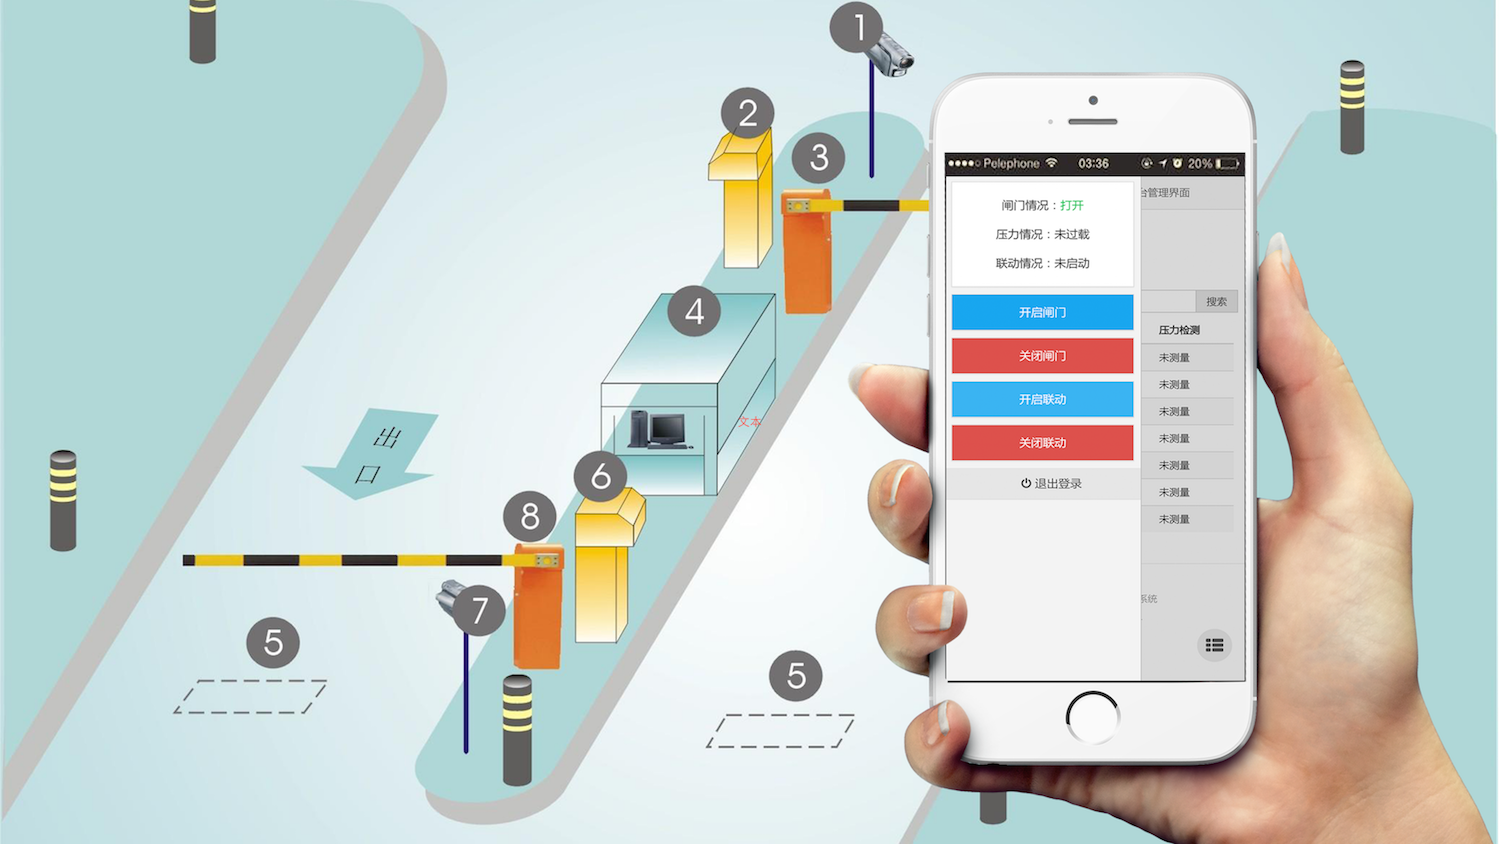 1
2
3
4
文本
出
口
6
8
7
5
5
Pelephone 03:36 20%
闸门情况：打开
压力情况：未过载
联动情况：未启动
开启闸门
关闭闸门
开启联动
关闭联动
退出登录
台管理界面
搜索
压力检测
未测量
未测量
未测量
未测量
未测量
未测量
未测量
系统